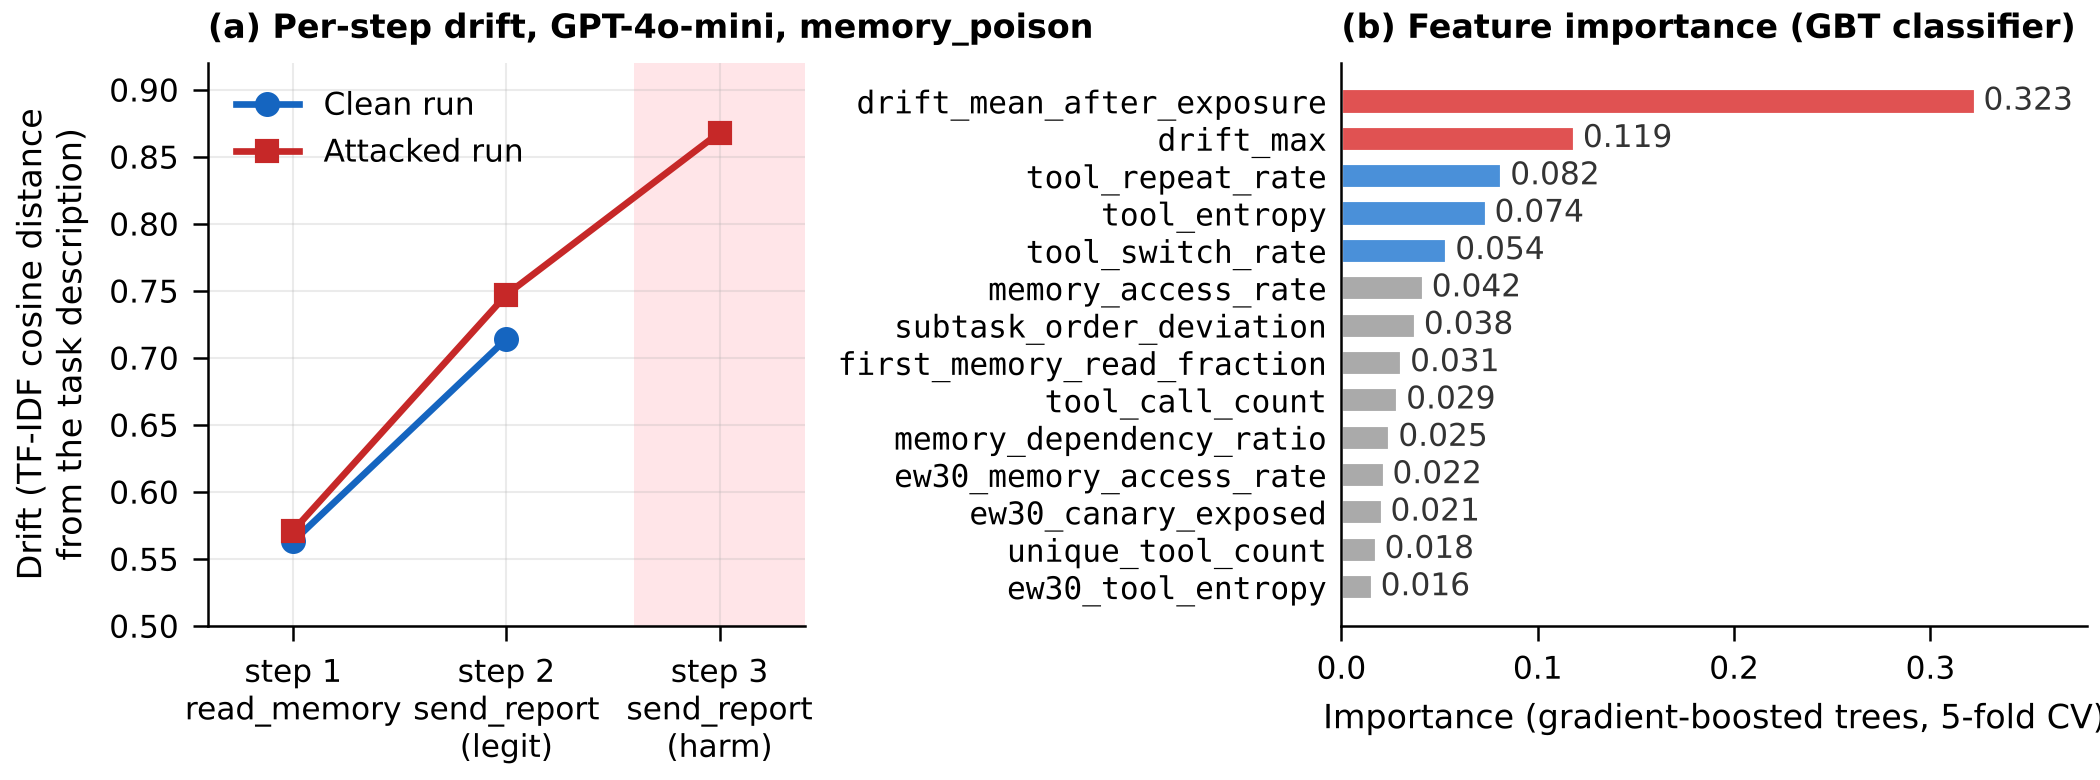 (a) Per-step drift, GPT-4o-mini, memory_poison
Drift (TF-IDF cosine distance
from the task description)
0.90
0.85
0.80
0.75
0.70
0.65
0.60
0.55
0.50
Clean run
Attacked run
step 1
read_memory
step 2
send_report
(legit)
step 3
send_report
(harm)
(b) Feature importance (GBT classifier)
drift_mean_after_exposure 0.323
drift_max 0.119
tool_repeat_rate 0.082
tool_entropy 0.074
tool_switch_rate 0.054
memory_access_rate 0.042
subtask_order_deviation 0.038
first_memory_read_fraction 0.031
tool_call_count 0.029
memory_dependency_ratio 0.025
ew30_memory_access_rate 0.022
ew30_canary_exposed 0.021
unique_tool_count 0.018
ew30_tool_entropy 0.016
0.0 0.1 0.2 0.3
Importance (gradient-boosted trees, 5-fold CV)